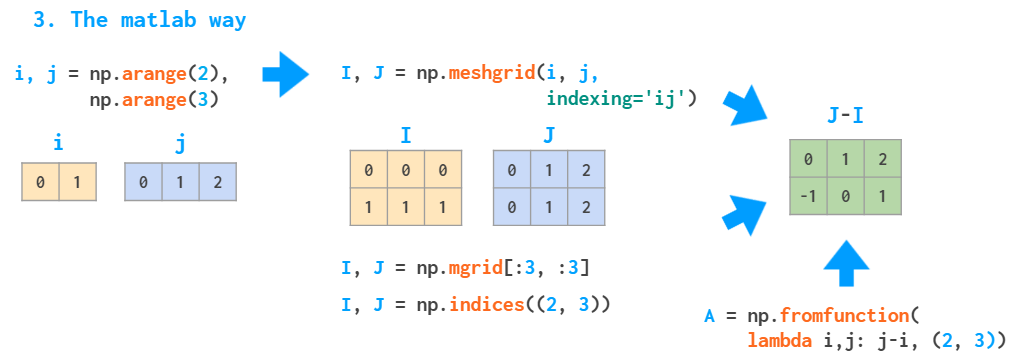 3. The matlab way
i, j = np.arange(2),
np.arange(3)
i
j
0 1
0 1 2
I, J = np.meshgrid(i, j,
indexing='ij')
I
J
0 0 0
1 1 1
0 1 2
0 1 2
I, J = np.mgrid[:3, :3]
I, J = np.indices((2, 3))
J-I
0 1 2
-1 0 1
A = np.fromfunction(
lambda i,j: j-i, (2, 3))